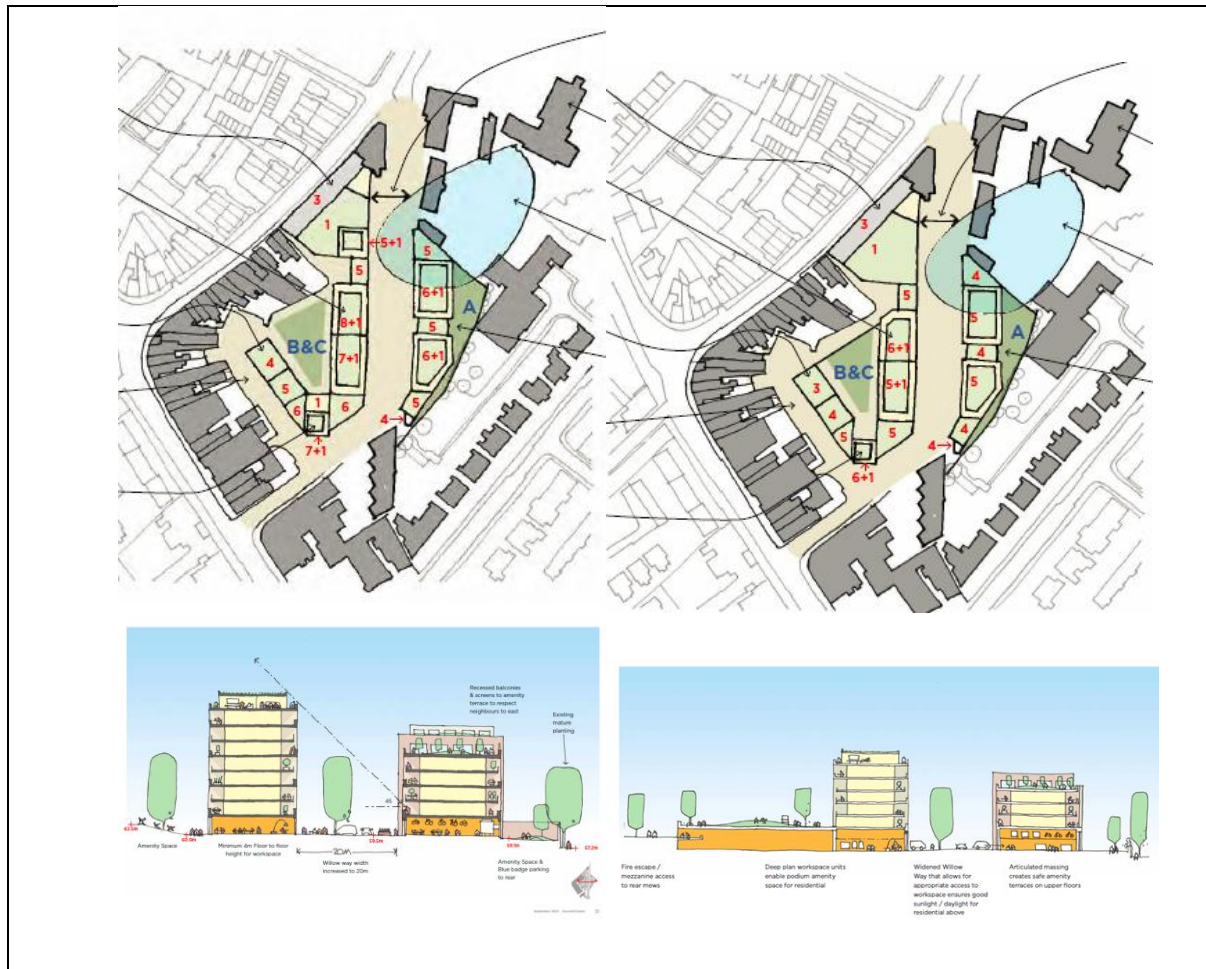 3
1
5+1
5
5
6+1
A
8+1
5
B&C
7+1
6+1
4
5
1
6
6
5
4
7+1
3
1
4
5
5
A
6+1
4
B&C
5+1
5
3
4
4
5
5
4
6+1
Recessed balconies
& screens to amenity
terrace to respect
neighbours to east
Existing
mature
planting
45
Amenity Space
Minimum 4m Floor to floor
height for workspace
20M
Willow way width
increased to 20m
Amenity Space &
Blue badge parking
to rear
Fire escape /
mezzanine access
to rear mews
Deep plan workspace units
enable podium amenity
space for residential
Widened Willow
Way that allows for
appropriate access to
workspace ensures good
sunlight / daylight for
residential above
Articulated massing
creates safe amenity
terraces on upper floors